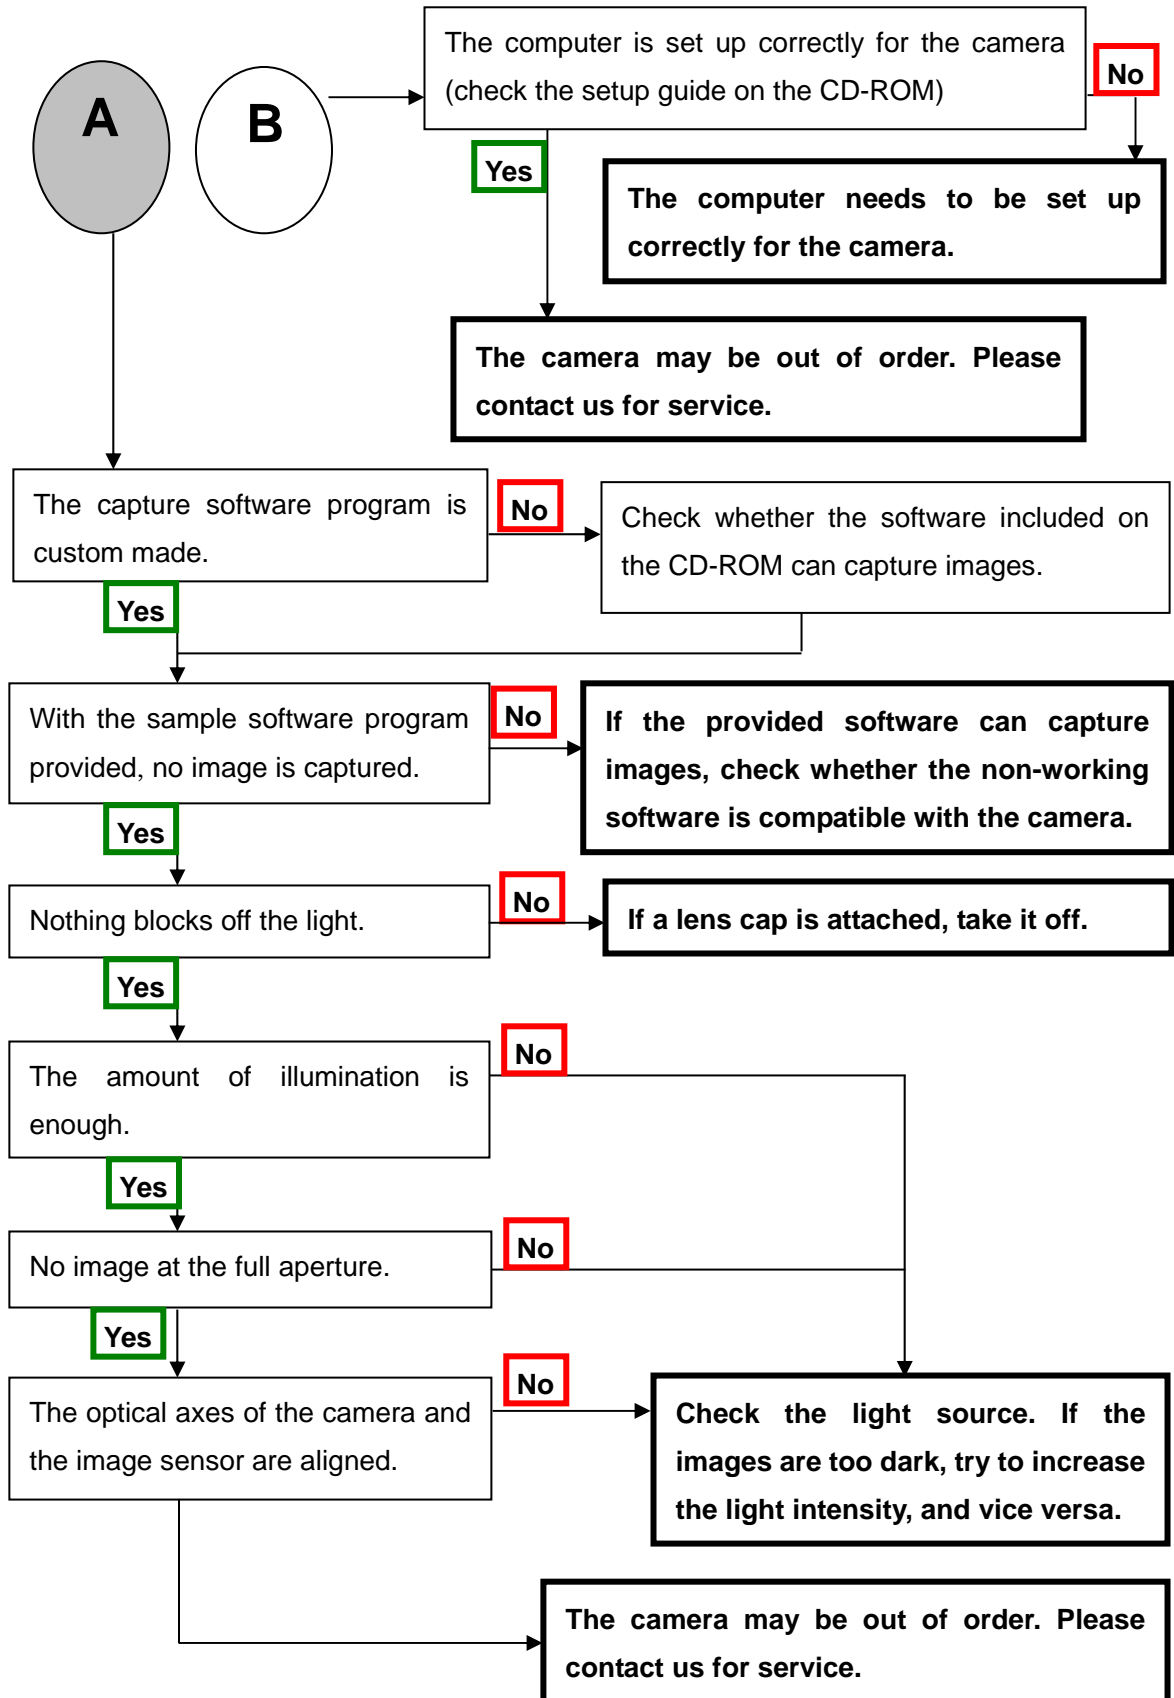 A
B
The computer is set up correctly for the camera
(check the setup guide on the CD-ROM)
No
Yes
The computer needs to be set up
correctly for the camera.
The camera may be out of order. Please
contact us for service.
The capture software program is
custom made.
No
Check whether the software included on
the CD-ROM can capture images.
Yes
With the sample software program
provided, no image is captured.
No
If the provided software can capture
images, check whether the non-working
software is compatible with the camera.
Yes
Nothing blocks off the light.
No
If a lens cap is attached, take it off.
Yes
The amount of illumination is
enough.
No
Yes
No image at the full aperture.
No
Yes
The optical axes of the camera and
the image sensor are aligned.
No
Check the light source. If the
images are too dark, try to increase
the light intensity, and vice versa.
The camera may be out of order. Please
contact us for service.